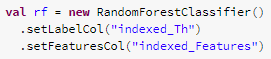 val rf = new RandomForestClassifier()
.setLabelCol("indexed_Th")
.setFeaturesCol("indexed_Features")